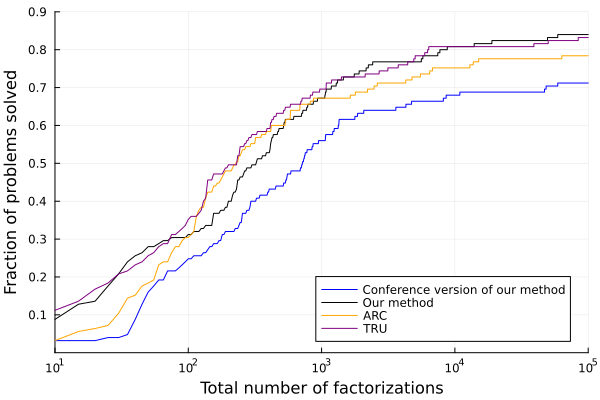 0.9
0.8
0.7
0.6
0.5
0.4
0.3
0.2
0.1
Fraction of problems solved
Conference version of our method
Our method
ARC
TRU
10^1 10^2 10^3 10^4 10^5
Total number of factorizations